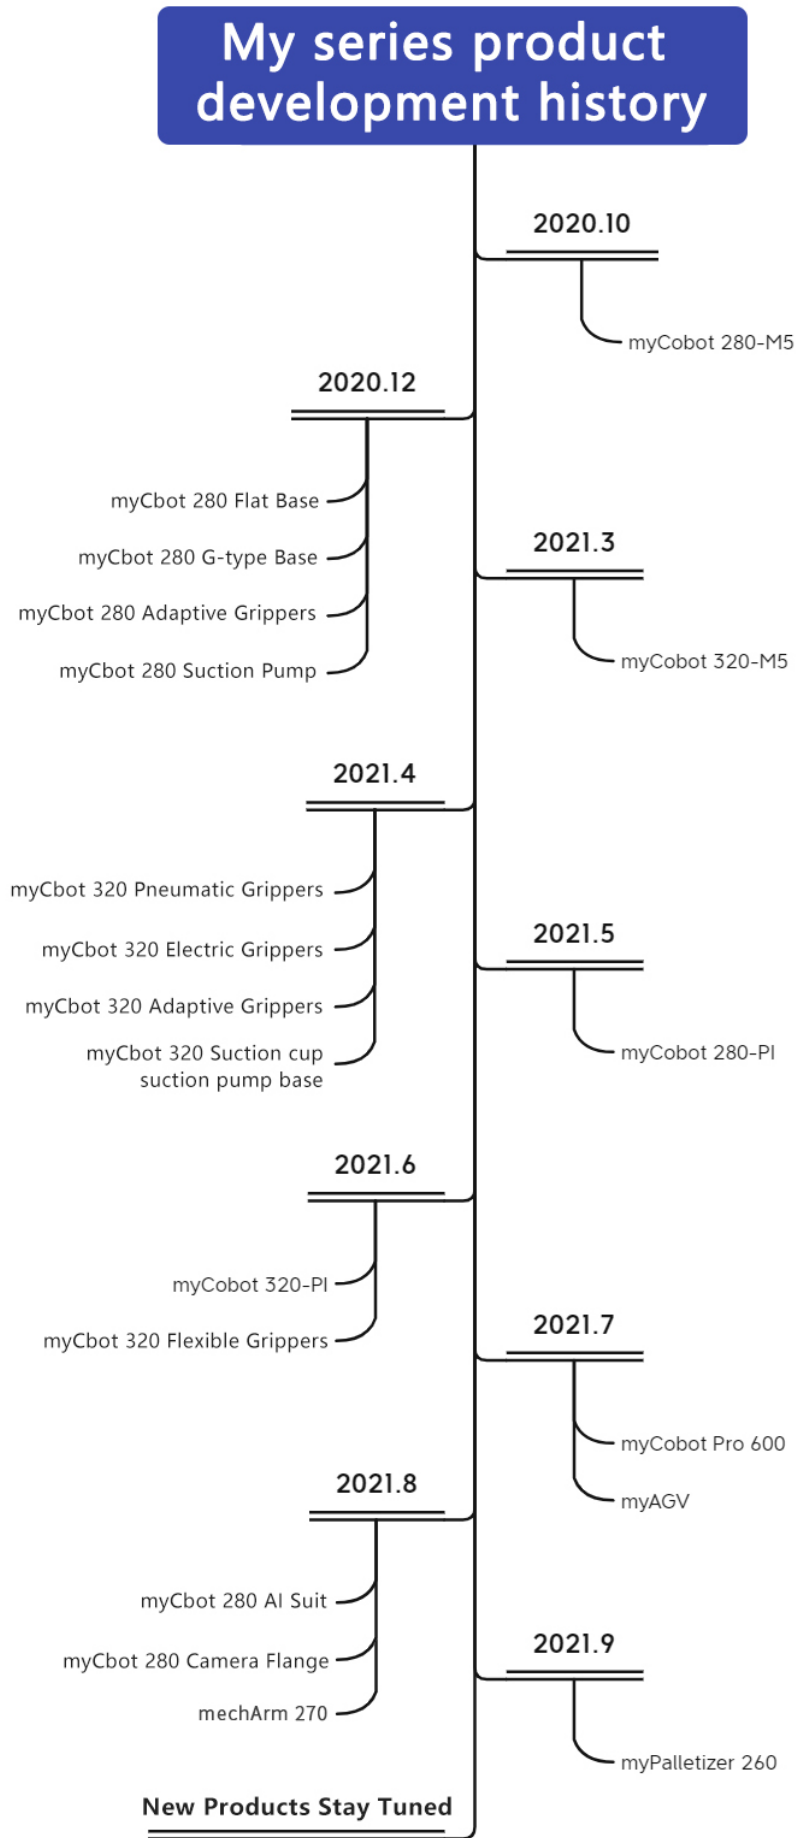 My series product
development history
2020.10
myCobot 280-M5
2020.12
myCbot 280 Flat Base
myCbot 280 G-type Base
myCbot 280 Adaptive Grippers
myCbot 280 Suction Pump
2021.3
myCobot 320-M5
2021.4
myCbot 320 Pneumatic Grippers
myCbot 320 Electric Grippers
myCbot 320 Adaptive Grippers
myCbot 320 Suction cup
suction pump base
2021.5
myCobot 280-PI
2021.6
myCobot 320-PI
myCbot 320 Flexible Grippers
2021.7
myCobot Pro 600
myAGV
2021.8
myCbot 280 AI Suit
myCbot 280 Camera Flange
mechArm 270
2021.9
myPalletizer 260
New Products Stay Tuned